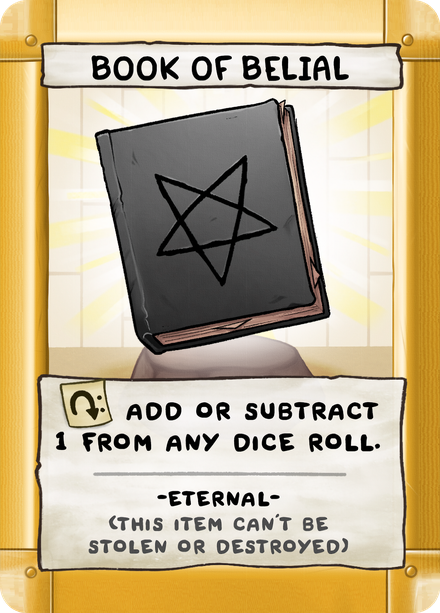 BOOK OF BELIAL
ADD OR SUBTRACT
1 FROM ANY DICE ROLL.
-ETERNAL-
(THIS ITEM CAN'T BE
STOLEN OR DESTROYED)